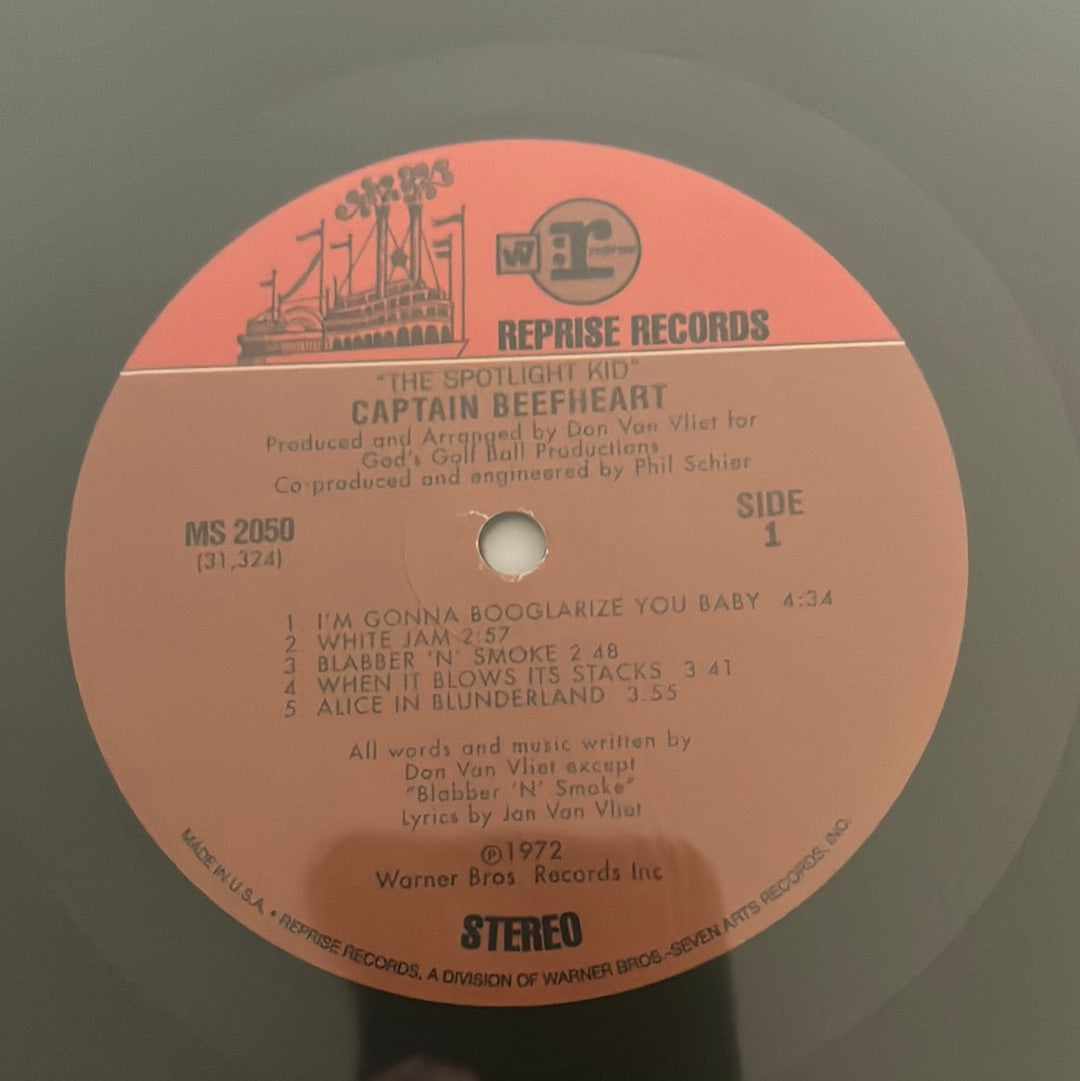 W :r reprise
REPRISE RECORDS
"THE SPOTLIGHT KID"
CAPTAIN BEEFHEART
Produced and Arranged by Don Van Vliet for
God's Golf Ball Productions
Co-produced and engineered by Phil Schier
MS 2050
(31,324)
SIDE
1
1 I'M GONNA BOOGLARIZE YOU BABY 4:34
2 WHITE JAM 2:57
3 BLABBER 'N' SMOKE 2:48
4 WHEN IT BLOWS ITS STACKS 3:41
5 ALICE IN BLUNDERLAND 3:55
All words and music written by
Don Van Vliet except
"Blabber 'N' Smoke"
Lyrics by Jan Van Vliet
℗1972
Warner Bros. Records Inc
STEREO
MADE IN U.S.A. • REPRISE RECORDS, A DIVISION OF WARNER BROS.-SEVEN ARTS RECORDS, INC.